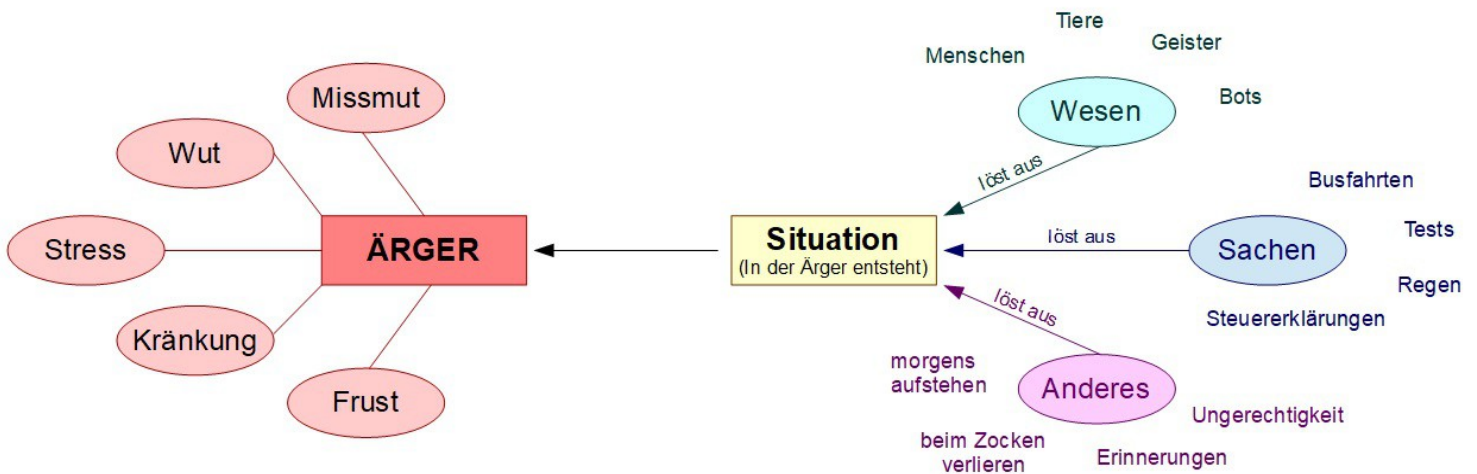 Missmut
Wut
Stress
Kränkung
Frust
ÄRGER
Situation
(In der Ärger entsteht)
Wesen
Menschen
Tiere
Geister
Bots
löst aus
Sachen
Busfahrten
Tests
Regen
Steuererklärungen
löst aus
Anderes
morgens
aufstehen
beim Zocken
verlieren
Erinnerungen
Ungerechtigkeit
löst aus